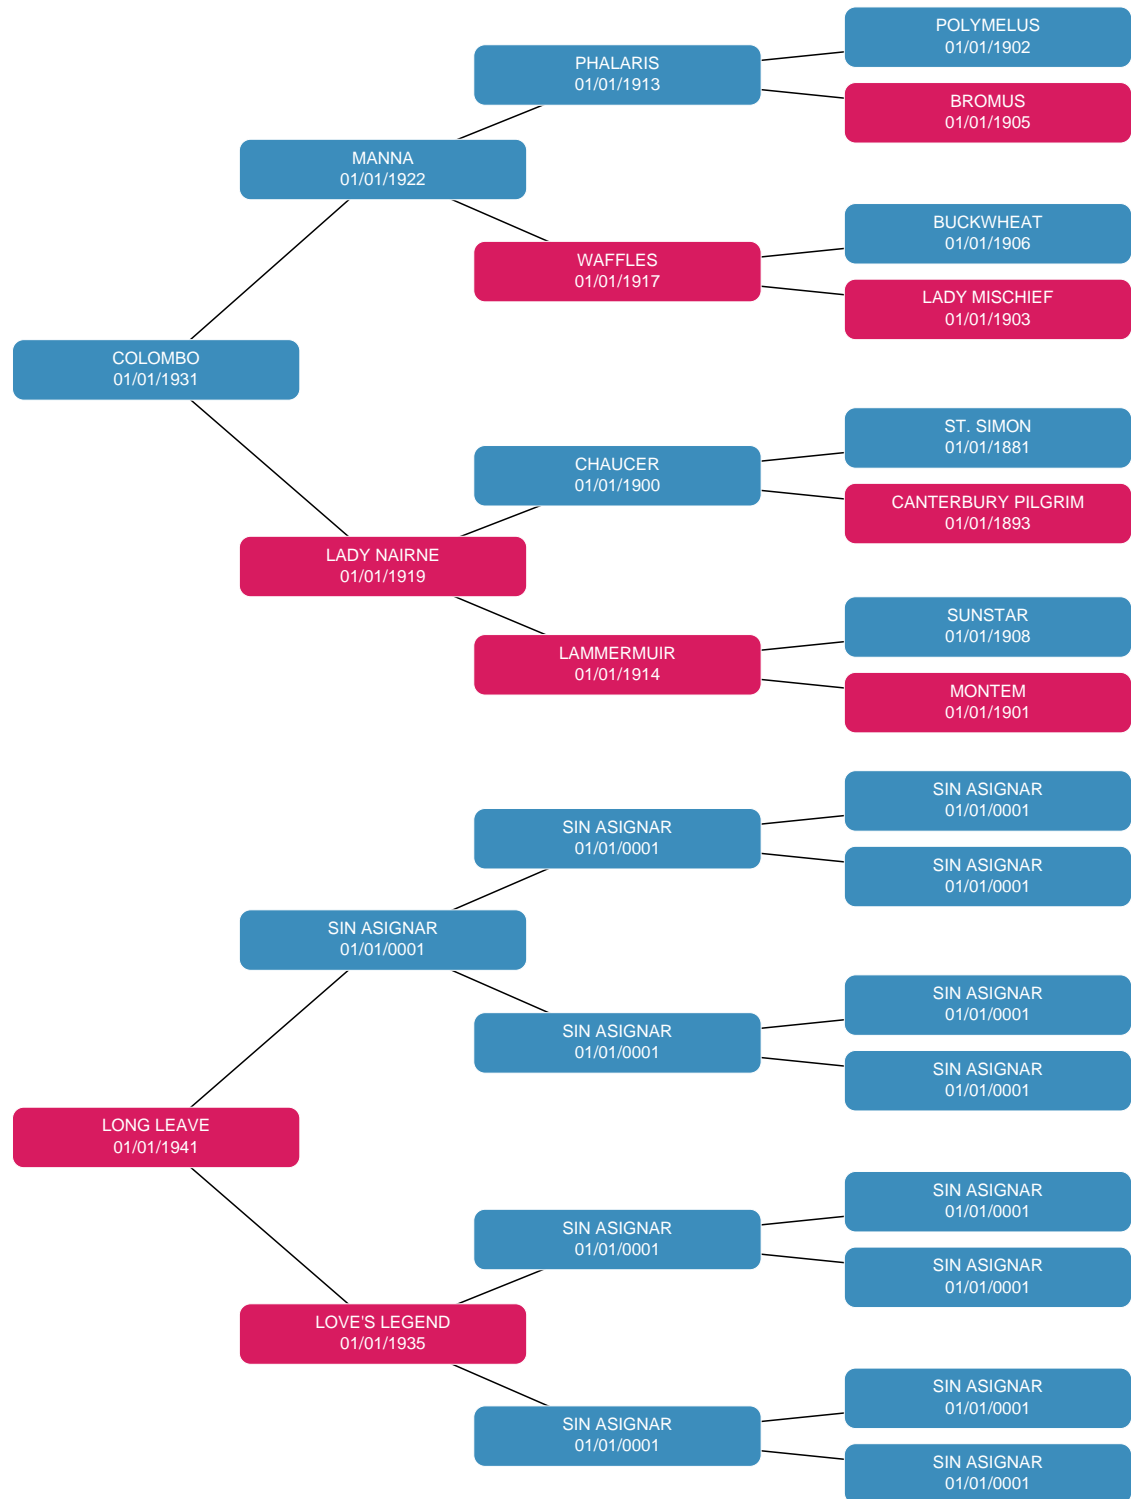 POLYMELUS
01/01/1902
PHALARIS
01/01/1913
BROMUS
01/01/1905
MANNA
01/01/1922
BUCKWHEAT
01/01/1906
WAFFLES
01/01/1917
LADY MISCHIEF
01/01/1903
COLOMBO
01/01/1931
ST. SIMON
01/01/1881
CHAUCER
01/01/1900
CANTERBURY PILGRIM
01/01/1893
LADY NAIRNE
01/01/1919
SUNSTAR
01/01/1908
LAMMERMUIR
01/01/1914
MONTEM
01/01/1901
SIN ASIGNAR
01/01/0001
SIN ASIGNAR
01/01/0001
SIN ASIGNAR
01/01/0001
SIN ASIGNAR
01/01/0001
SIN ASIGNAR
01/01/0001
SIN ASIGNAR
01/01/0001
SIN ASIGNAR
01/01/0001
LONG LEAVE
01/01/1941
SIN ASIGNAR
01/01/0001
SIN ASIGNAR
01/01/0001
SIN ASIGNAR
01/01/0001
LOVE'S LEGEND
01/01/1935
SIN ASIGNAR
01/01/0001
SIN ASIGNAR
01/01/0001
SIN ASIGNAR
01/01/0001